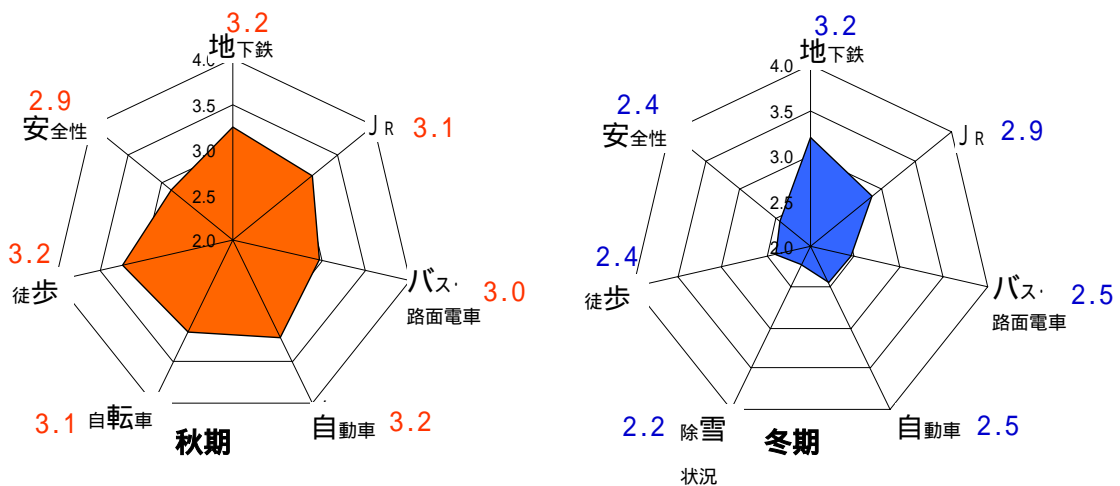 3.2
地下鉄
4.0
3.5
3.0
2.5
2.0
2.9
安全性
JR
3.1
3.2
徒歩
バス・
路面電車
3.0
3.1
自転車
自動車
3.2
秋期
3.2
地下鉄
4.0
3.5
3.0
2.5
2.0
2.4
安全性
JR
2.9
2.4
徒歩
バス・
路面電車
2.5
2.2
除雪
状況
自動車
2.5
冬期